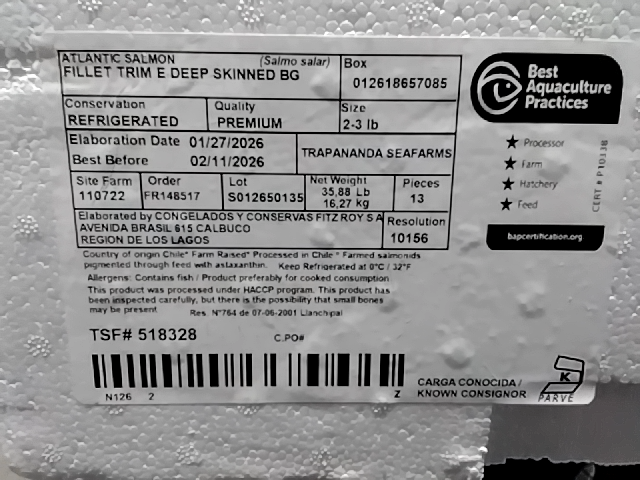 ATLANTIC SALMON (Salmo salar)
FILLET TRIM E DEEP SKINNED BG
Box
012618657085
Conservation
REFRIGERATED
Quality
PREMIUM
Size
2-3 lb
Elaboration Date 01/27/2026
Best Before 02/11/2026
TRAPANANDA SEAFARMS
Site Farm
110722
Order
FR148517
Lot
S012650135
Net Weight
35,88 Lb
16,27 kg
Pieces
13
Elaborated by CONGELADOS Y CONSERVAS FITZ ROY S A
AVENIDA BRASIL 615 CALBUCO
REGION DE LOS LAGOS
Resolution
10156
Country of origin Chile* Farm Raised* Processed in Chile * Farmed salmonids
pigmented through feed with astaxanthin. Keep Refrigerated at 0°C / 32°F
Allergens: Contains fish / Product preferably for cooked consumption
This product was processed under HACCP program. This product has
been inspected carefully, but there is the possibility that small bones
may be present
Res. N°764 de 07-06-2001 Llanchipal
TSF# 518328
C.PO#
N126 2 Z
CARGA CONOCIDA /
KNOWN CONSIGNOR
K
PARVE
Best
Aquaculture
Practices
Processor
Farm
Hatchery
Feed
CERT # P10338
bapcertification.org